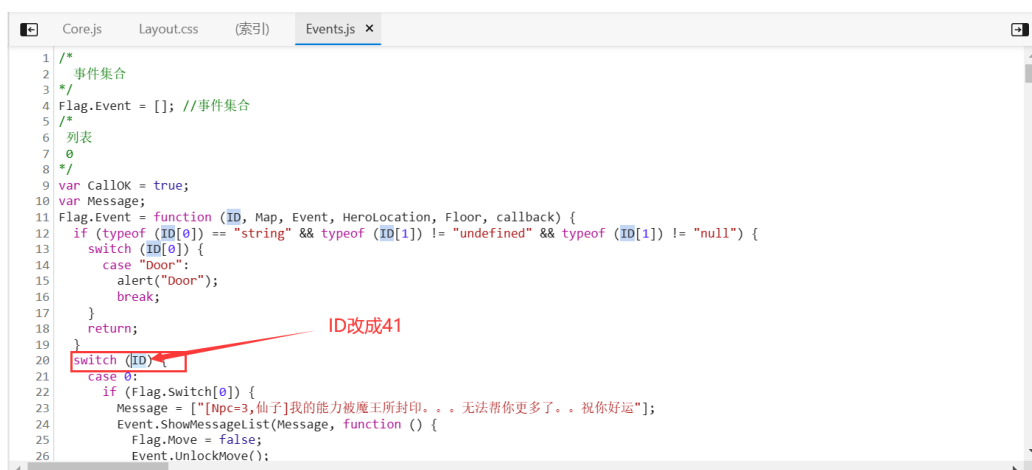 Core.js Layout.css (索引) Events.js ×
1 /*
2 事件集合
3 */
4 Flag.Event = []; //事件集合
5 /*
6 列表
7 0
8 */
9 var CallOK = true;
10 var Message;
11 Flag.Event = function (ID, Map, Event, HeroLocation, Floor, callback) {
12 if (typeof (ID[0]) == "string" && typeof (ID[1]) != "undefined" && typeof (ID[1]) != "null") {
13 switch (ID[0]) {
14 case "Door":
15 alert("Door");
16 break;
17 }
18 return;
ID改成41
19 }
20 switch (ID) {
21 case 0:
22 if (Flag.Switch[0]) {
23 Message = ["[Npc=3,仙子]我的能力被魔王所封印。。。无法帮你更多了。。祝你好运"];
24 Event.ShowMessageList(Message, function () {
25 Flag.Move = false;
26 Event.UnlockMove();